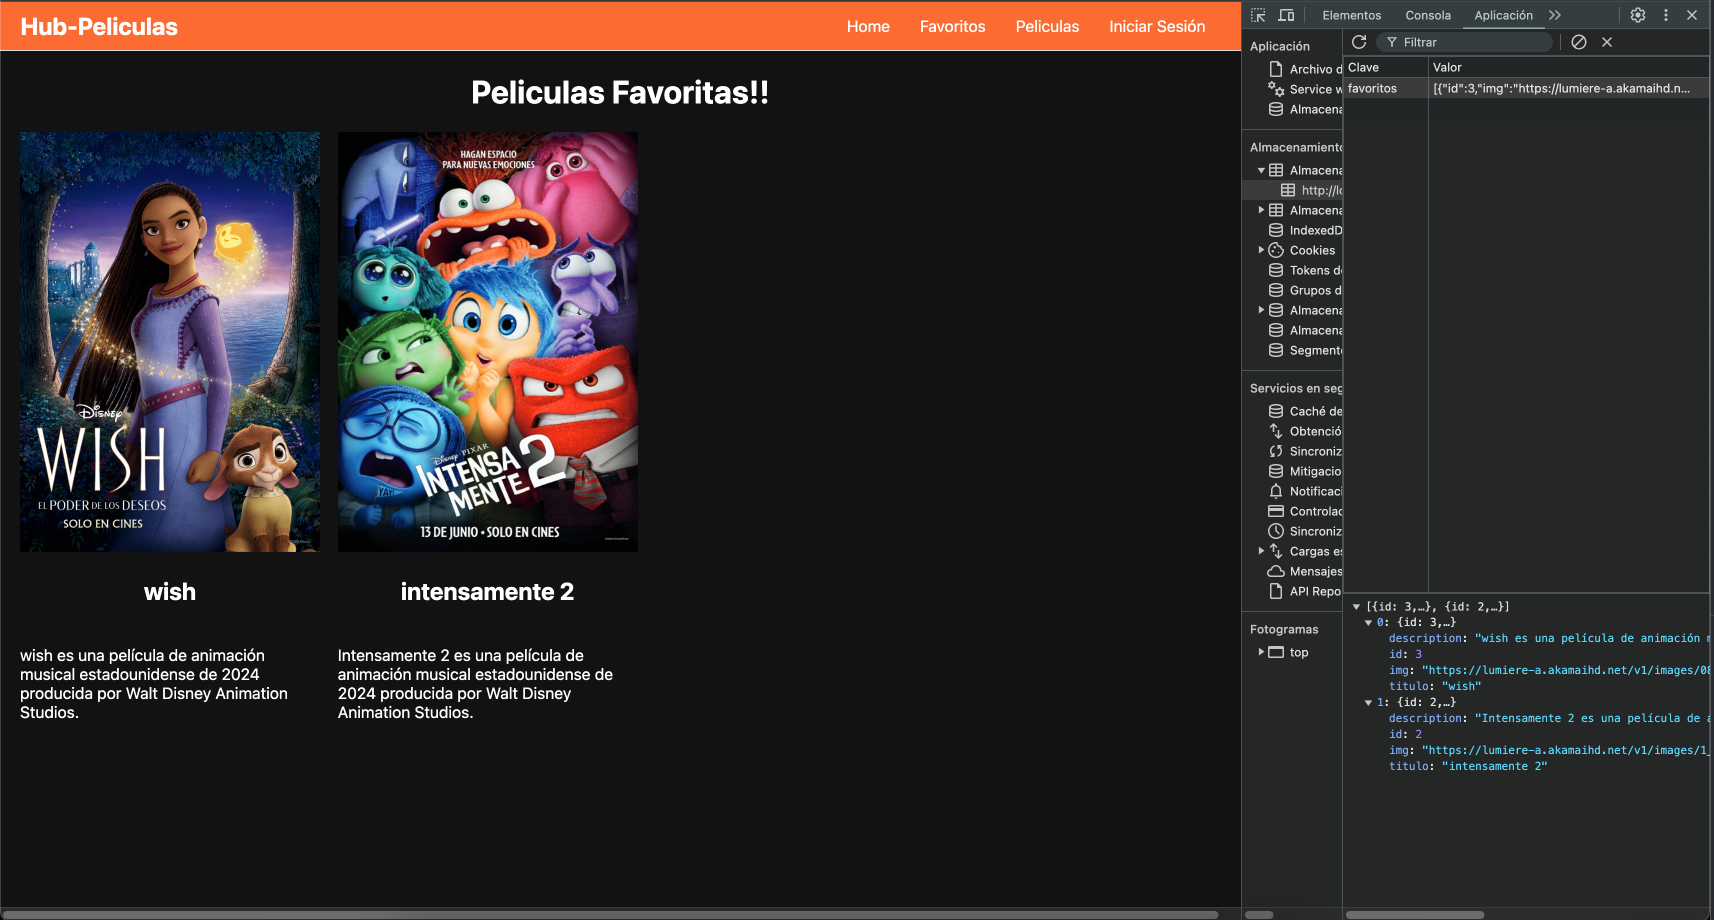 Hub-Peliculas
Home Favoritos Peliculas Iniciar Sesión
Peliculas Favoritas!!
Disney
WISH
EL PODER DE LOS DESEOS
SOLO EN CINES
HAGAN ESPACIO
PARA NUEVAS EMOCIONES
DISNEY PIXAR
INTENSA
MENTE 2
13 DE JUNIO • SOLO EN CINES
wish
intensamente 2
wish es una película de animación
musical estadounidense de 2024
producida por Walt Disney Animation
Studios.
Intensamente 2 es una película de
animación musical estadounidense de
2024 producida por Walt Disney
Animation Studios.
Elementos Consola Aplicación
Aplicación
Archivo d
Service w
Almacena
Almacenamiento
Almacena
http://lo
Almacena
IndexedD
Cookies
Tokens de
Grupos d
Almacena
Almacena
Segmento
Servicios en seg
Caché de
Obtenció
Sincroniz
Mitigacio
Notificaci
Controlad
Sincroniz
Cargas es
Mensajes
API Repo
Fotogramas
top
Filtrar
Clave Valor
favoritos [{"id":3,"img":"https://lumiere-a.akamaihd.n...
[{id: 3,…}, {id: 2,…}]
0: {id: 3,…}
description: "wish es una película de animación m
id: 3
img: "https://lumiere-a.akamaihd.net/v1/images/08
titulo: "wish"
1: {id: 2,…}
description: "Intensamente 2 es una película de a
id: 2
img: "https://lumiere-a.akamaihd.net/v1/images/1_
titulo: "intensamente 2"